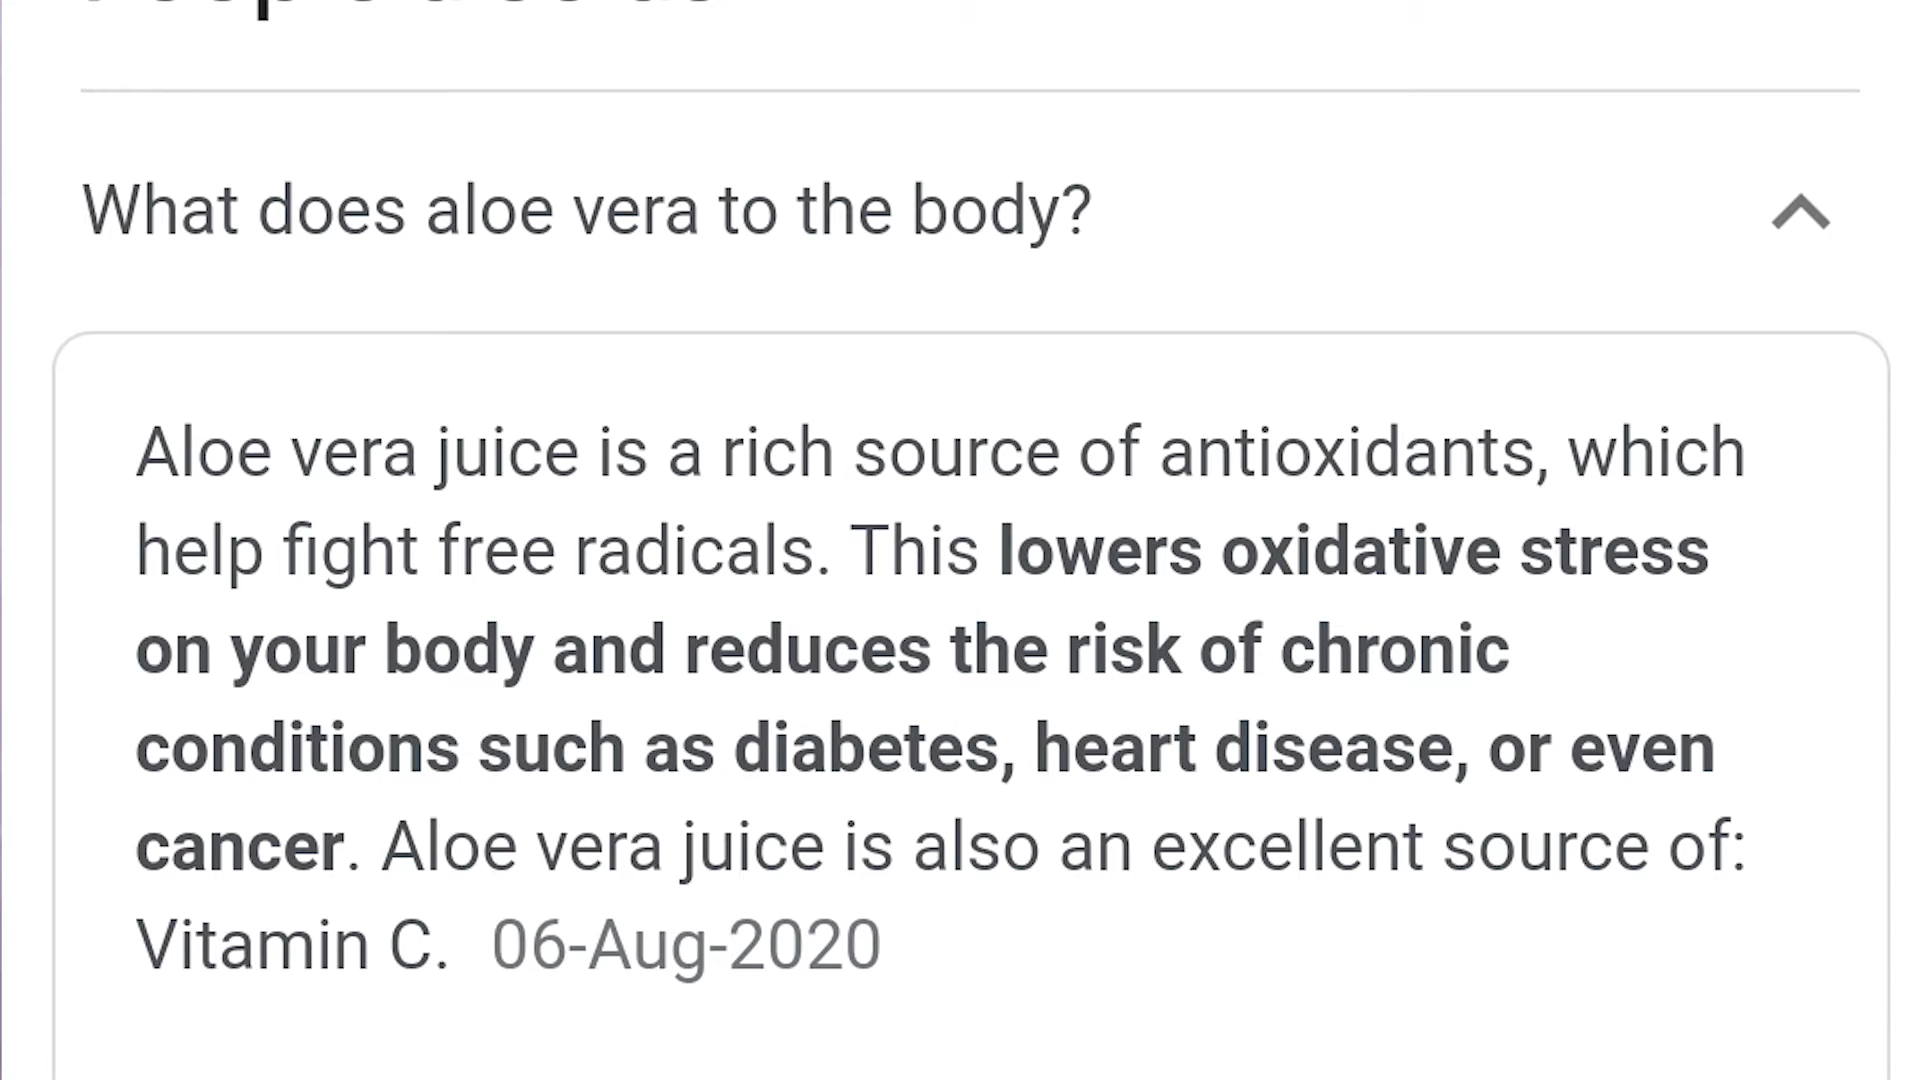 What does aloe vera to the body?
Aloe vera juice is a rich source of antioxidants, which
help fight free radicals. This lowers oxidative stress
on your body and reduces the risk of chronic
conditions such as diabetes, heart disease, or even
cancer. Aloe vera juice is also an excellent source of:
Vitamin C. 06-Aug-2020